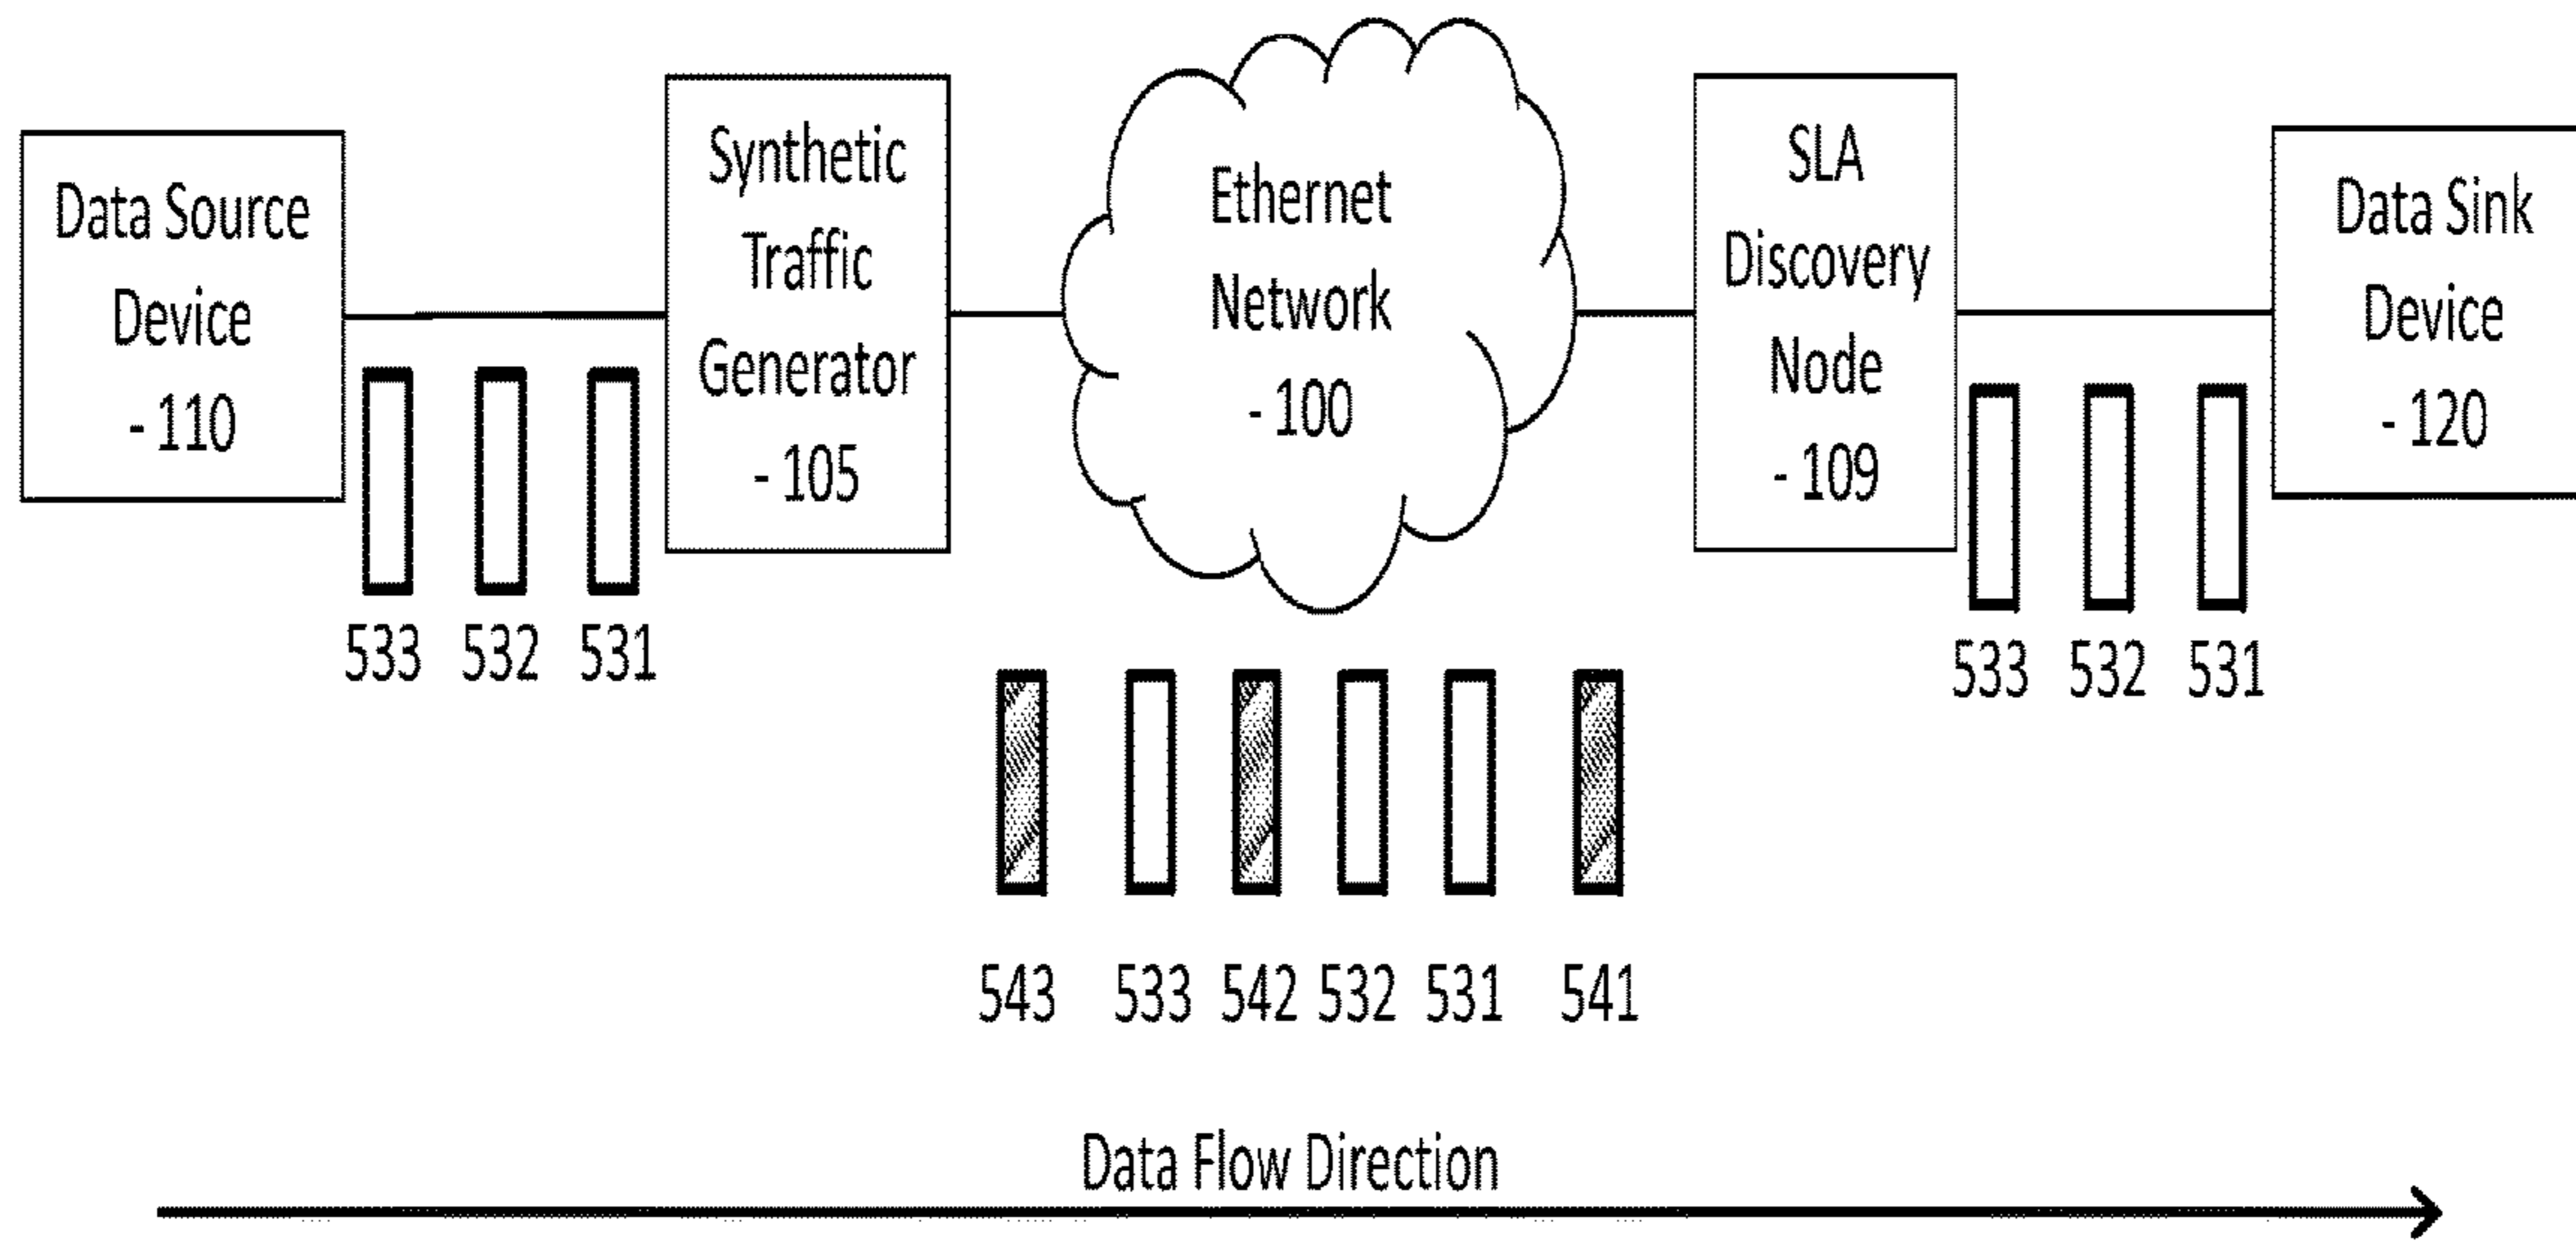 Data Source
Device
- 110
Synthetic
Traffic
Generator
- 105
Ethernet
Network
- 100
SLA
Discovery
Node
- 109
Data Sink
Device
- 120
533 532 531
533 532 531
543 533 542 532 531 541
Data Flow Direction